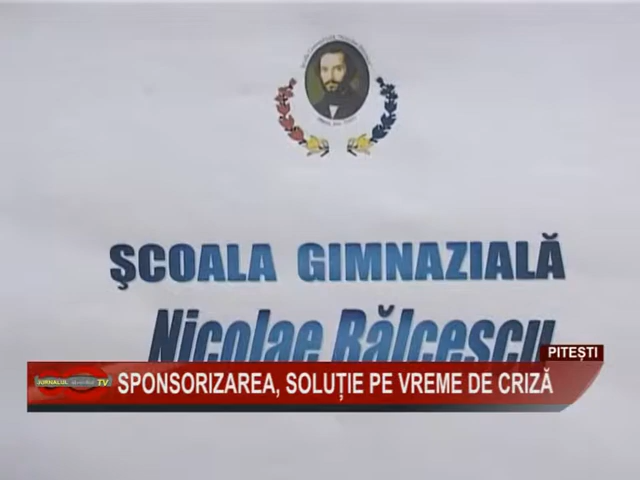 ŞCOALA GIMNAZIALĂ
Nicolae Bălcescu
PITEȘTI
JURNALUL
TV
SPONSORIZAREA, SOLUȚIE PE VREME DE CRIZĂ